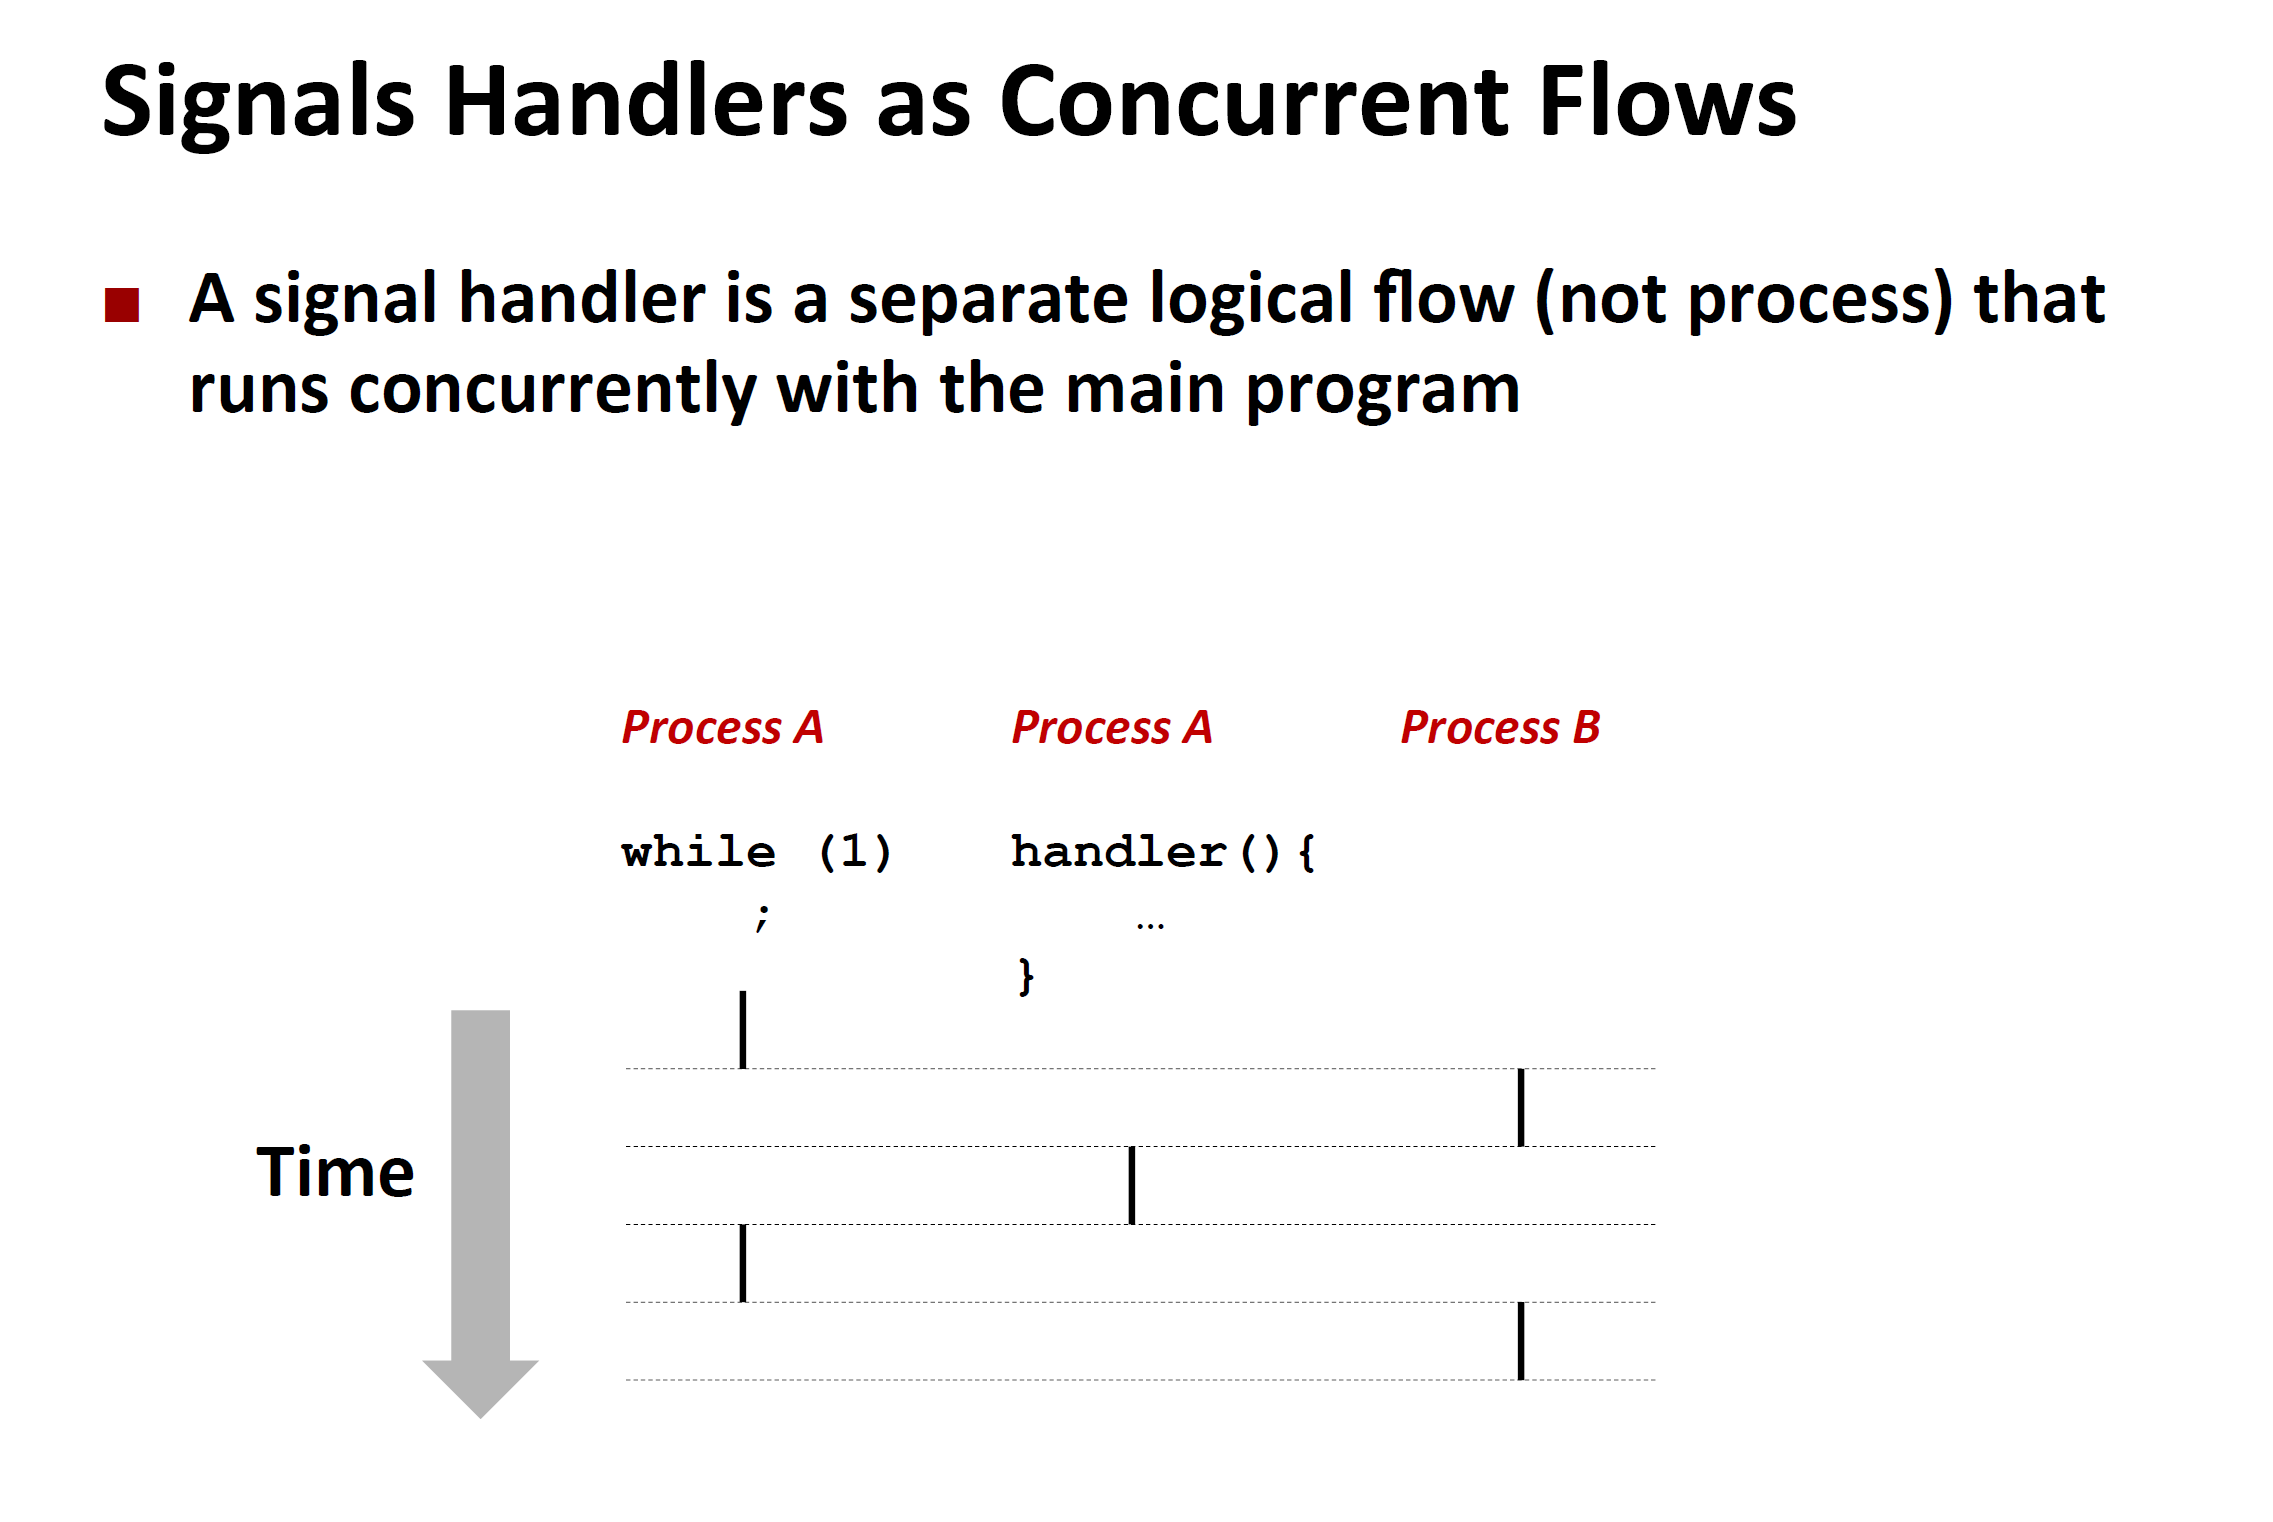 Signals Handlers as Concurrent Flows
A signal handler is a separate logical flow (not process) that
runs concurrently with the main program
Process A Process A Process B
while (1) handler(){
; …
}
Time